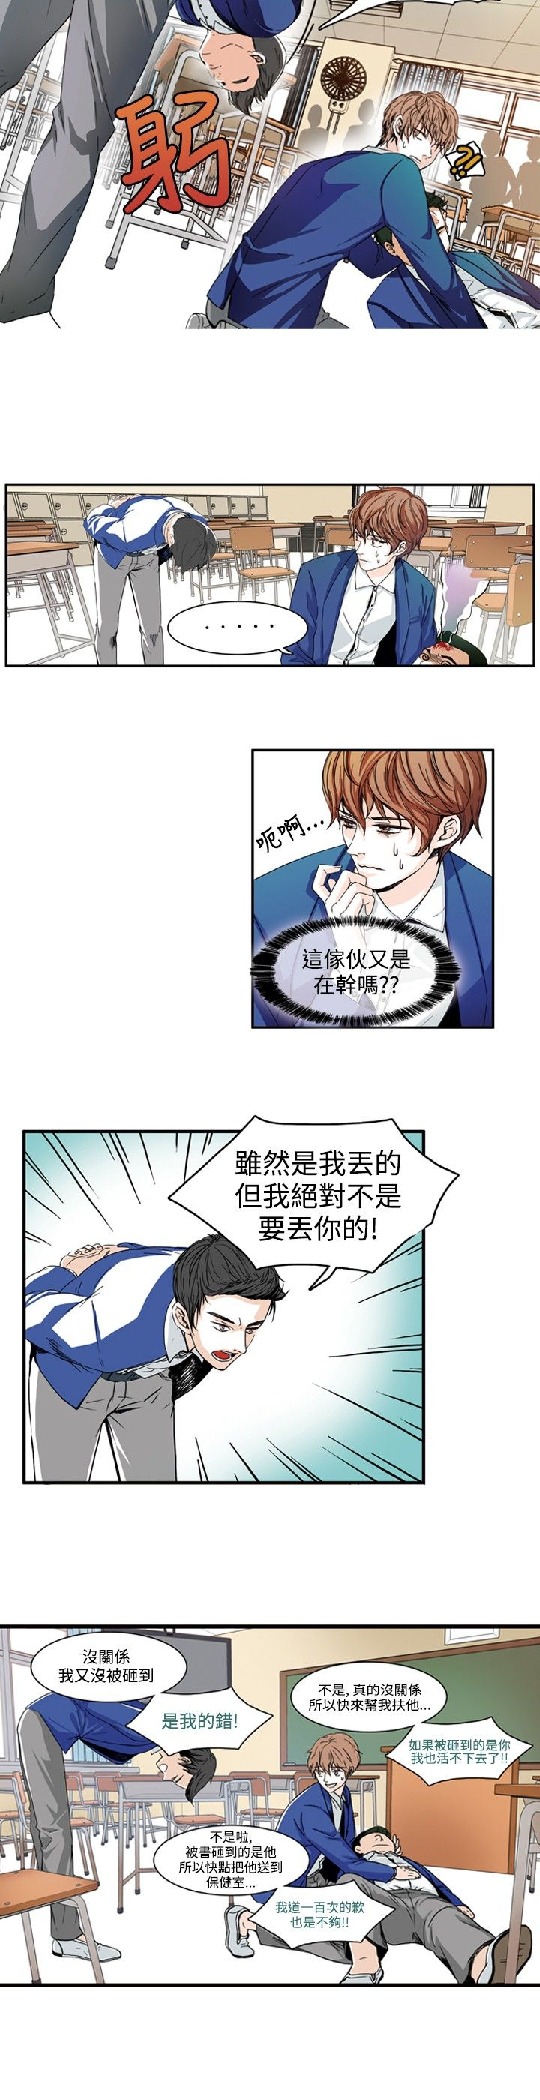 躬
?!
.....
呃啊...
這傢伙又是
在幹嗎??
雖然是我丟的
但我絕對不是
要丟你的!
沒關係
我又沒被砸到
是我的錯!
不是,真的沒關係
所以快來幫我扶他...
如果被砸到的是你
我也活不下去了!!
不是啦,
被書砸到的是他
所以快點把他送到
保健室...
我道一百次的歉
也是不夠!!